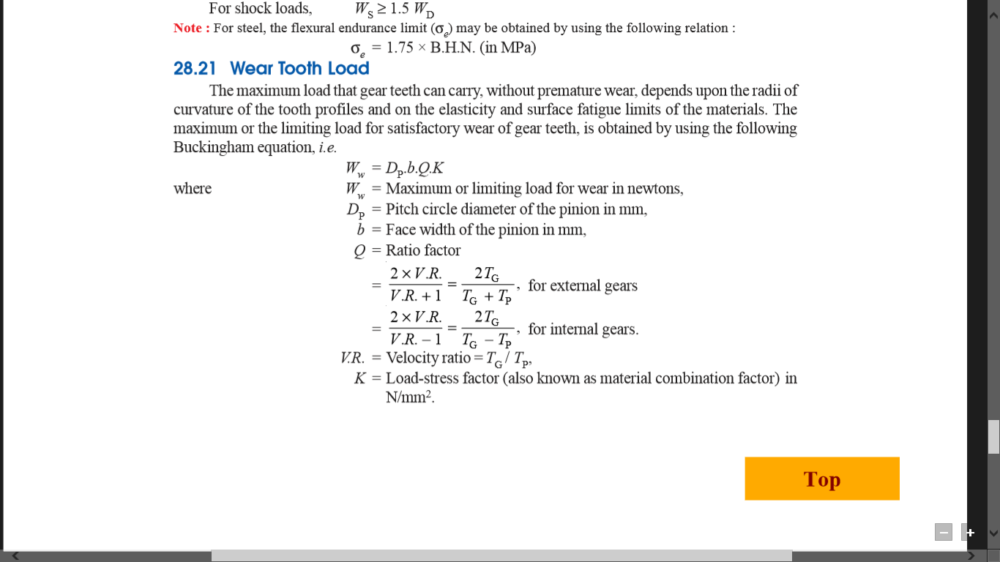 For shock loads, W_S ≥ 1.5 W_D
Note : For steel, the flexural endurance limit (σ_e) may be obtained by using the following relation :
σ_e = 1.75 × B.H.N. (in MPa)
28.21 Wear Tooth Load
The maximum load that gear teeth can carry, without premature wear, depends upon the radii of
curvature of the tooth profiles and on the elasticity and surface fatigue limits of the materials. The
maximum or the limiting load for satisfactory wear of gear teeth, is obtained by using the following
Buckingham equation, i.e.
W_w = D_P.b.Q.K
where W_w = Maximum or limiting load for wear in newtons,
D_P = Pitch circle diameter of the pinion in mm,
b = Face width of the pinion in mm,
Q = Ratio factor
= (2 × V.R.)/(V.R. + 1) = (2T_G)/(T_G + T_P), for external gears
= (2 × V.R.)/(V.R. – 1) = (2T_G)/(T_G – T_P), for internal gears.
V.R. = Velocity ratio = T_G / T_P,
K = Load-stress factor (also known as material combination factor) in
N/mm².
Top